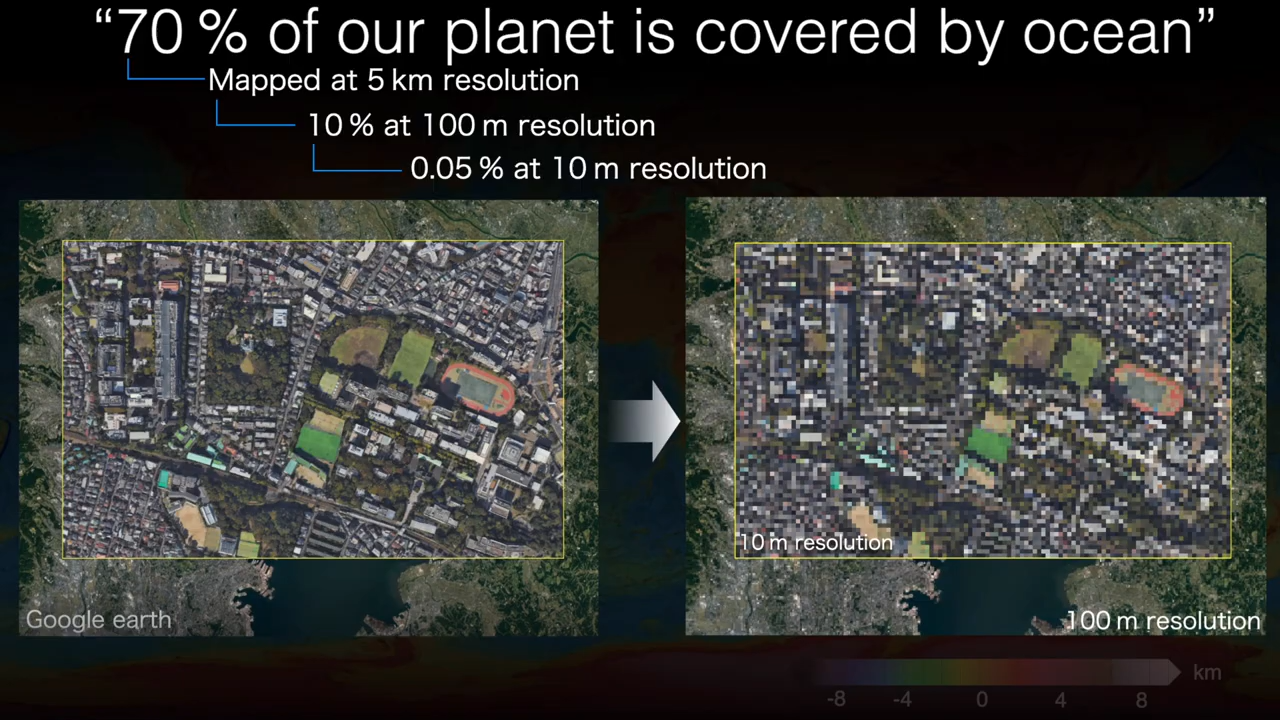 “70 % of our planet is covered by ocean”
Mapped at 5 km resolution
10 % at 100 m resolution
0.05 % at 10 m resolution
10 m resolution
Google earth
100 m resolution
km
-8 -4 0 4 8